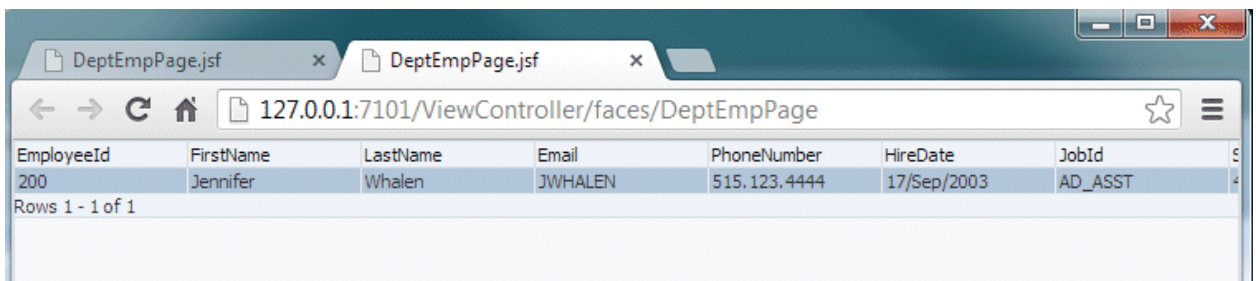 DeptEmpPage.jsf DeptEmpPage.jsf
127.0.0.1:7101/ViewController/faces/DeptEmpPage
EmployeeId FirstName LastName Email PhoneNumber HireDate JobId
200 Jennifer Whalen JWHALEN 515.123.4444 17/Sep/2003 AD_ASST
Rows 1 - 1 of 1